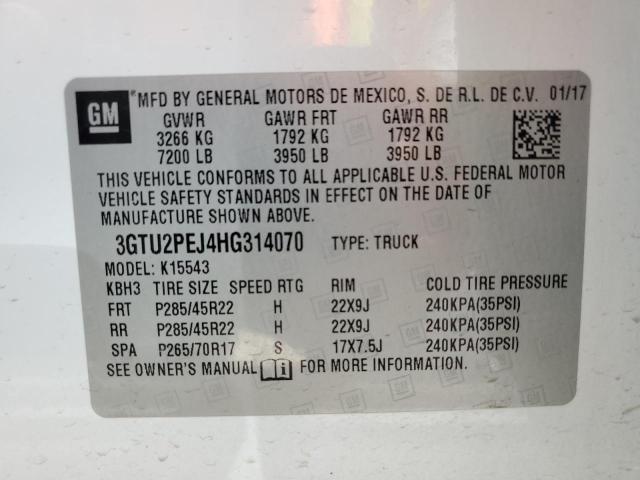 GM
®MFD BY GENERAL MOTORS DE MEXICO, S. DE R.L. DE C.V. 01/17
GVWR GAWR FRT GAWR RR
3266 KG 1792 KG 1792 KG
7200 LB 3950 LB 3950 LB
THIS VEHICLE CONFORMS TO ALL APPLICABLE U.S. FEDERAL MOTOR
VEHICLE SAFETY STANDARDS IN EFFECT ON THE DATE OF
MANUFACTURE SHOWN ABOVE.
3GTU2PEJ4HG314070 TYPE: TRUCK
MODEL: K15543
KBH3 TIRE SIZE SPEED RTG RIM COLD TIRE PRESSURE
FRT P285/45R22 H 22X9J 240KPA(35PSI)
RR P285/45R22 H 22X9J 240KPA(35PSI)
SPA P265/70R17 S 17X7.5J 240KPA(35PSI)
SEE OWNER'S MANUAL FOR MORE INFORMATION.